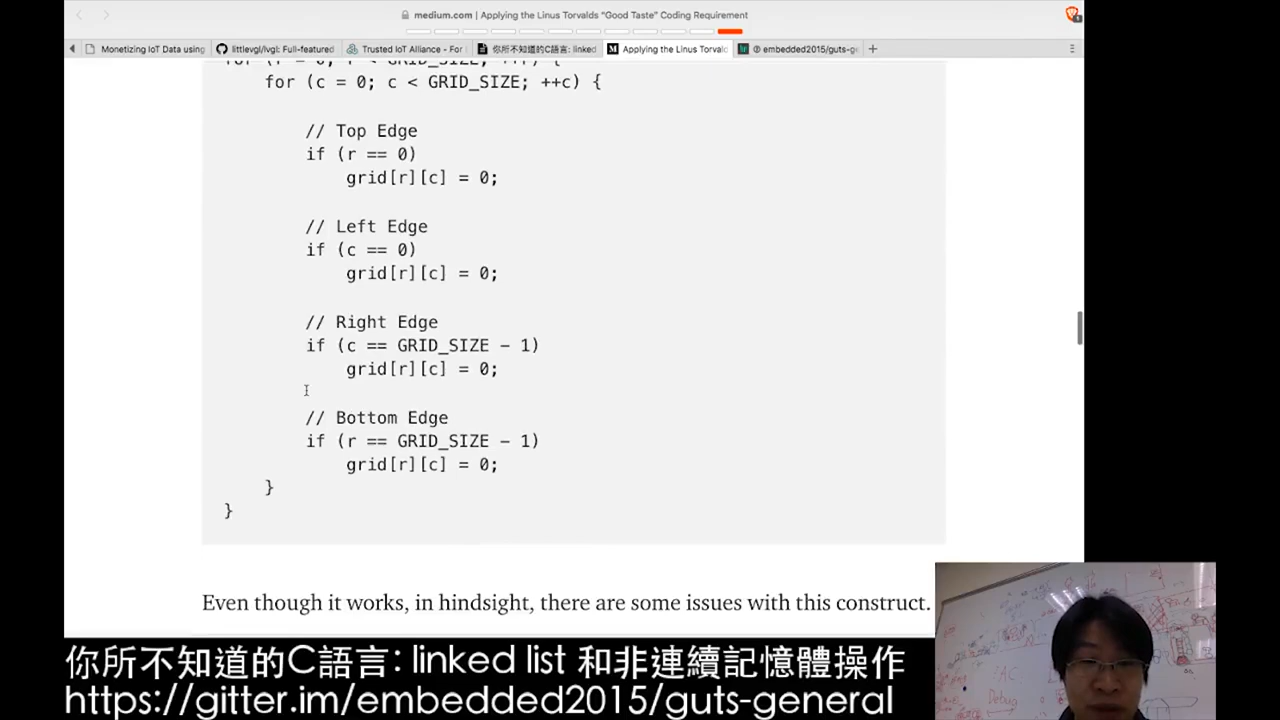 medium.com | Applying the Linus Torvalds “Good Taste” Coding Requirement
Monetizing IoT Data using
littlevgl/lvgl: Full-featured
Trusted IoT Alliance - For
你所不知道的C語言: linked
Applying the Linus Torvalc
embedded2015/guts-g
for (r = 0; r < GRID_SIZE; ++r) {
for (c = 0; c < GRID_SIZE; ++c) {
// Top Edge
if (r == 0)
grid[r][c] = 0;
// Left Edge
if (c == 0)
grid[r][c] = 0;
// Right Edge
if (c == GRID_SIZE - 1)
grid[r][c] = 0;
// Bottom Edge
if (r == GRID_SIZE - 1)
grid[r][c] = 0;
}
}
Even though it works, in hindsight, there are some issues with this construct.
Debug
你所不知道的C語言: linked list 和非連續記憶體操作
https://gitter.im/embedded2015/guts-general